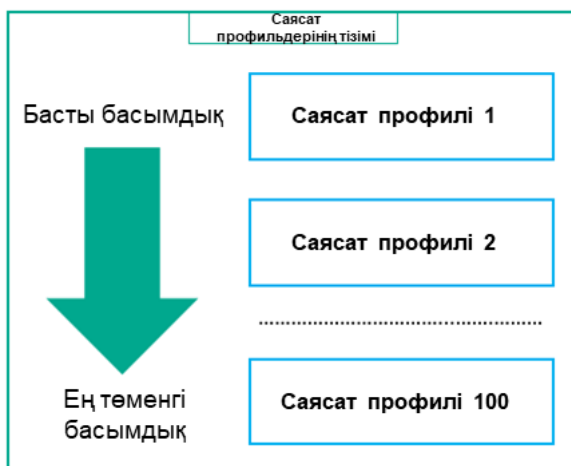 Саясат
профильдерінің тізімі
Басты басымдық
Саясат профилі 1
Саясат профилі 2
Ең төменгі
басымдық
Саясат профилі 100